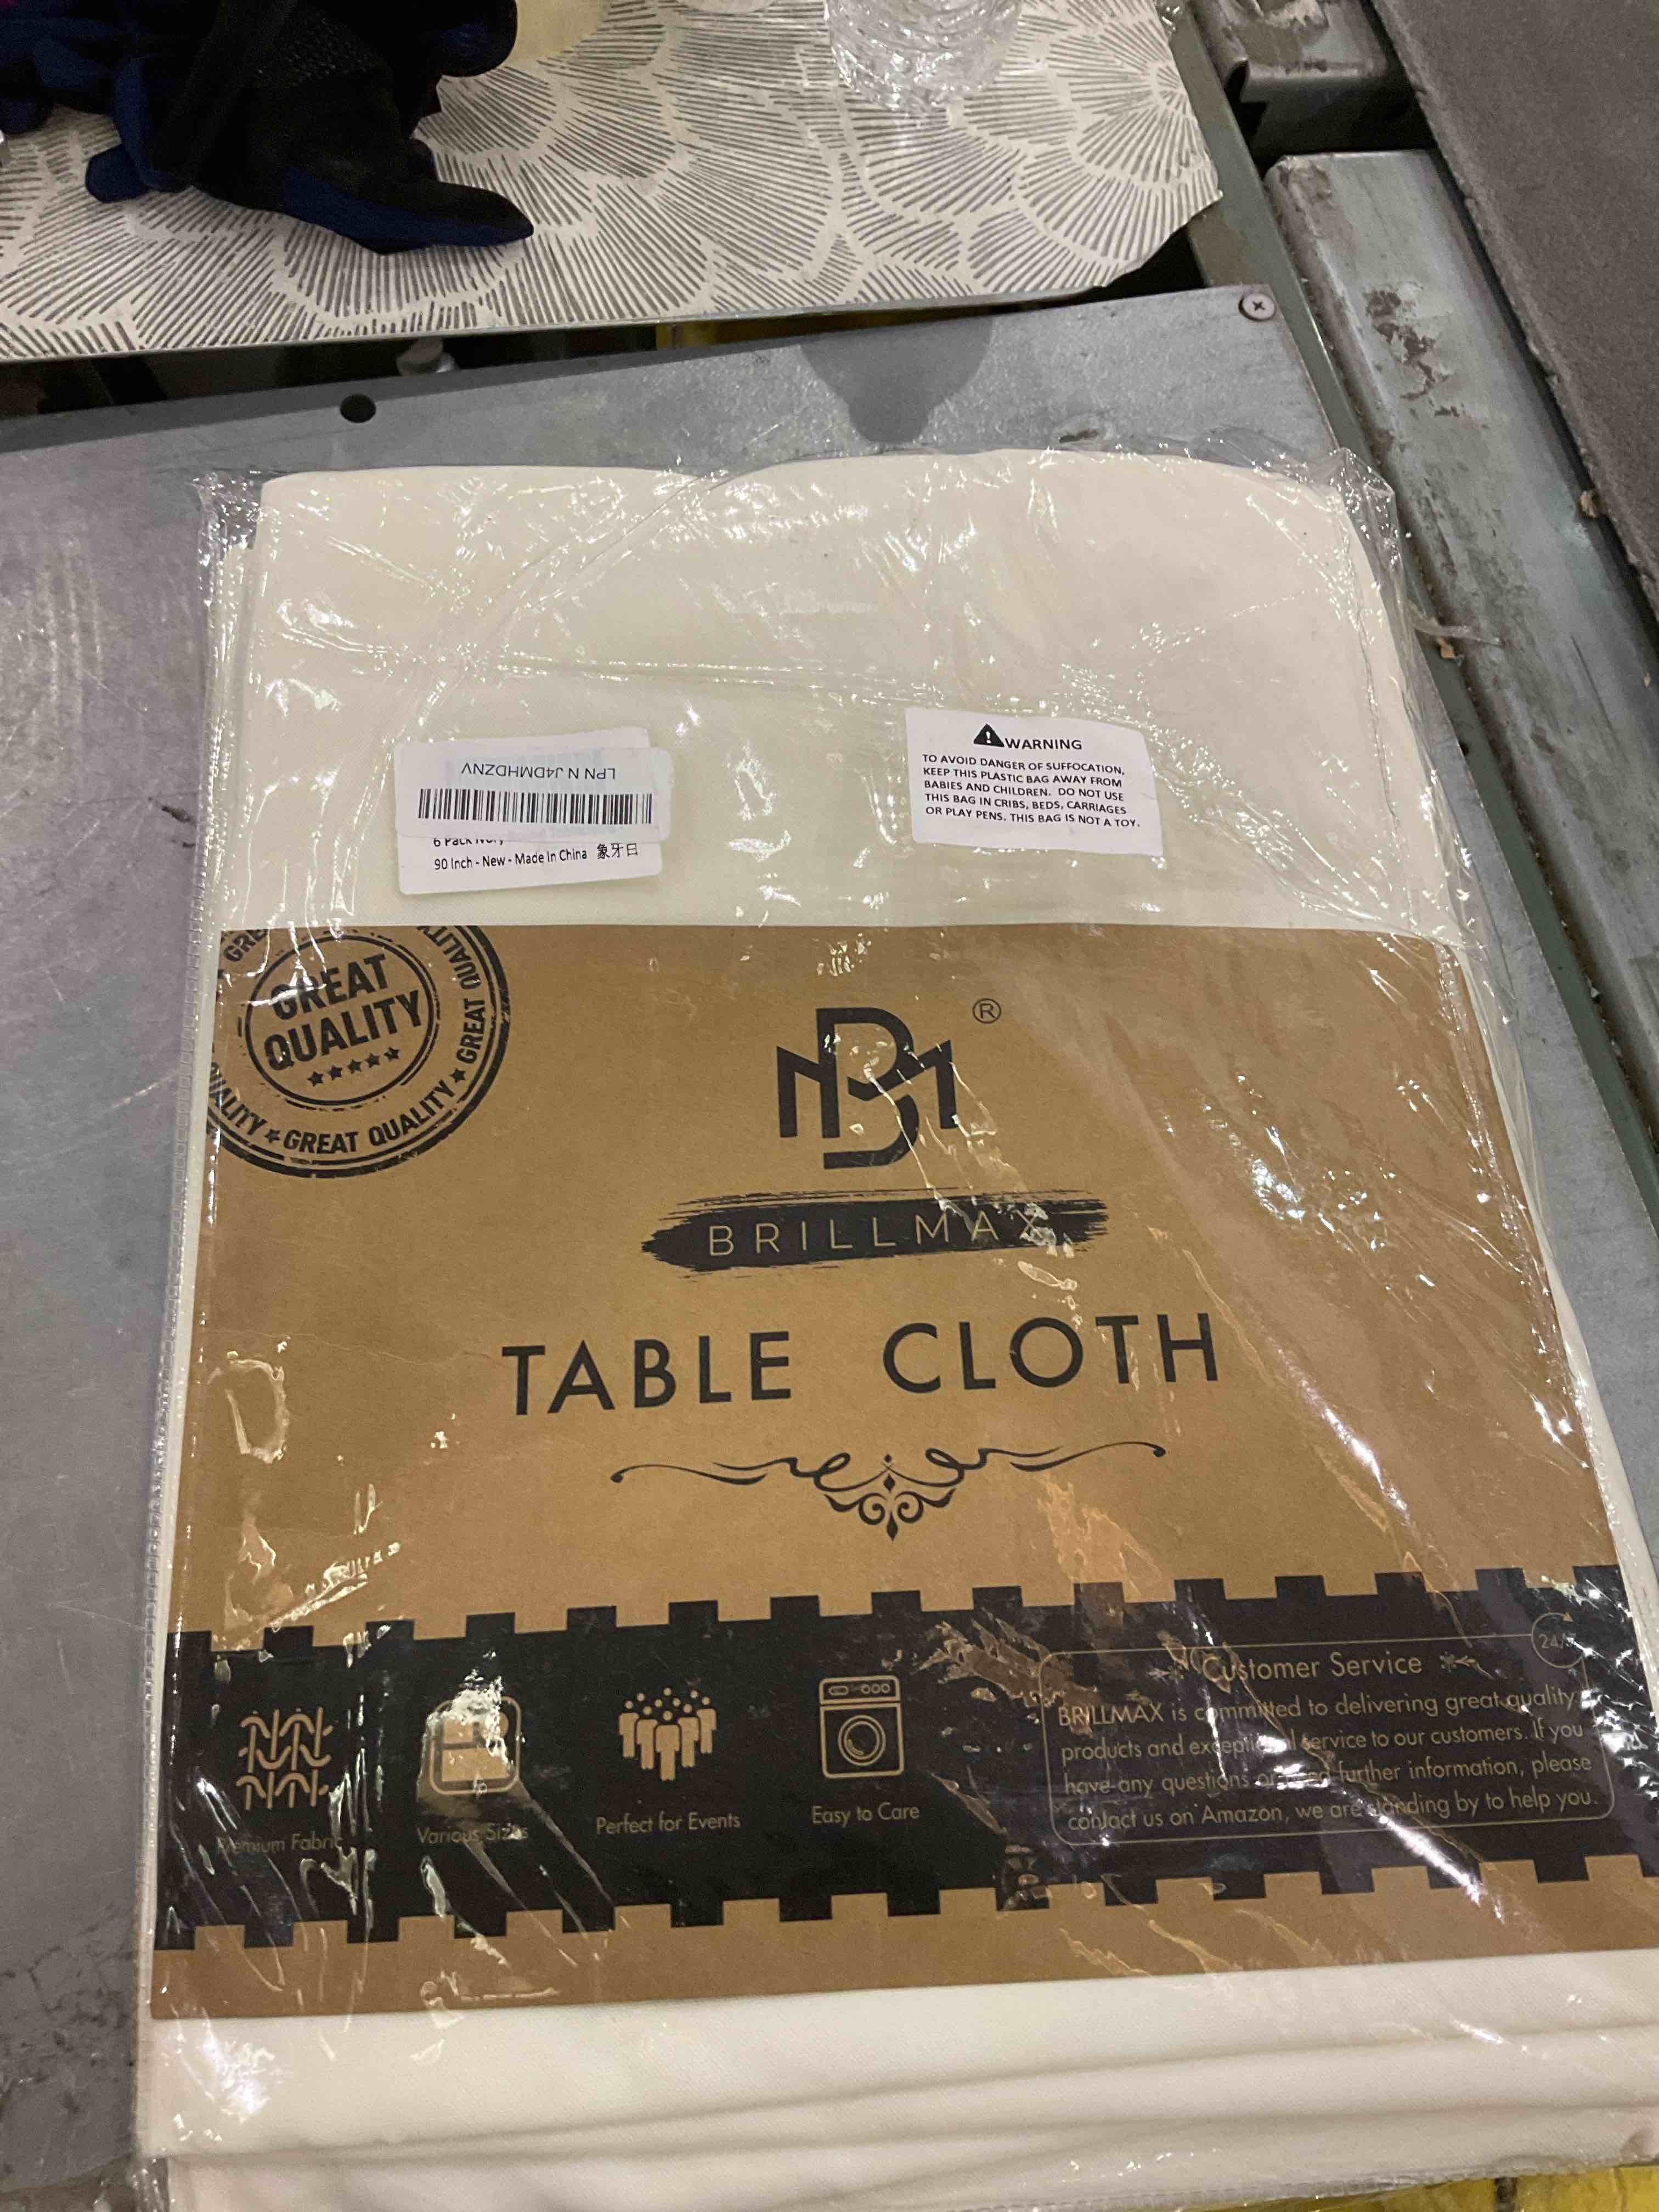 LPN N J4DMHDZNV
6 Pack
90 Inch - New - Made In China 象牙白
WARNING
TO AVOID DANGER OF SUFFOCATION,
KEEP THIS PLASTIC BAG AWAY FROM
BABIES AND CHILDREN. DO NOT USE
THIS BAG IN CRIBS, BEDS, CARRIAGES
OR PLAY PENS. THIS BAG IS NOT A TOY.
GREAT
QUALITY
GREAT QUALITY ★ GREAT QUALITY
BM ®
BRILLMAX
TABLE CLOTH
Premium Fabric
Various Sizes
Perfect for Events
Easy to Care
24/7
Customer Service
BRILLMAX is committed to delivering great quality
products and exceptional service to our customers. If you
have any questions or need further information, please
contact us on Amazon, we are standing by to help you.